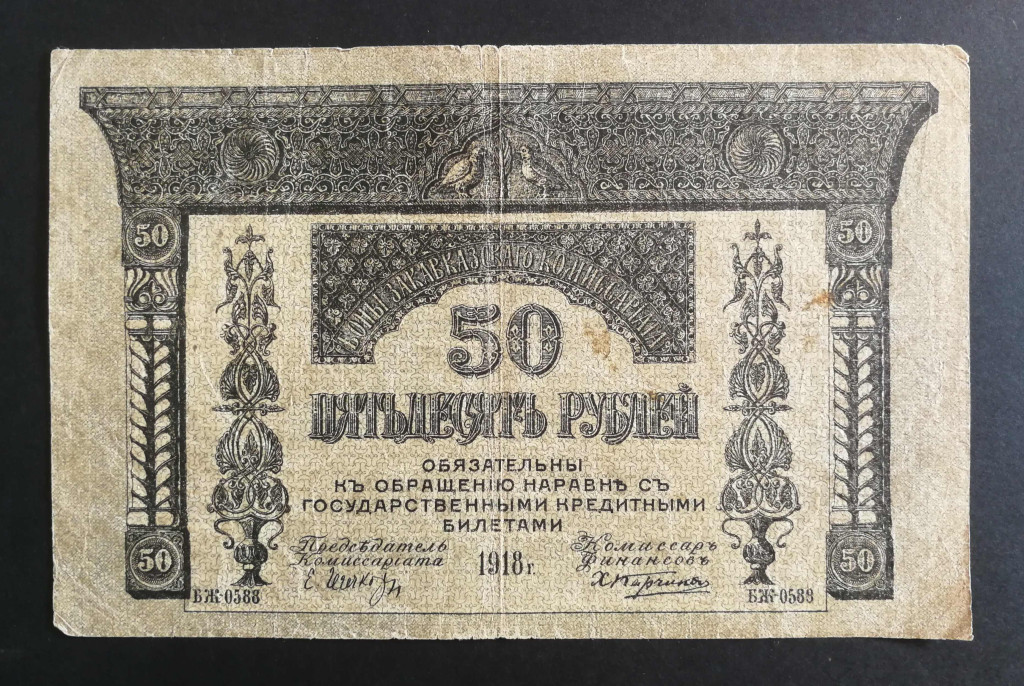 50
50
БОНЫ ЗАКАВКАЗСКАГО КОМИССАРІАТА
50
ПЯТЬДЕСЯТЪ РУБЛЕЙ
ОБЯЗАТЕЛЬНЫ
КЪ ОБРАЩЕНІЮ НАРАВНѢ СЪ
ГОСУДАРСТВЕННЫМИ КРЕДИТНЫМИ
БИЛЕТАМИ
Предсѣдатель
Комиссаріата
1918 г.
Комиссаръ
Финансовъ
50
50
БЖ-0588
БЖ-0588